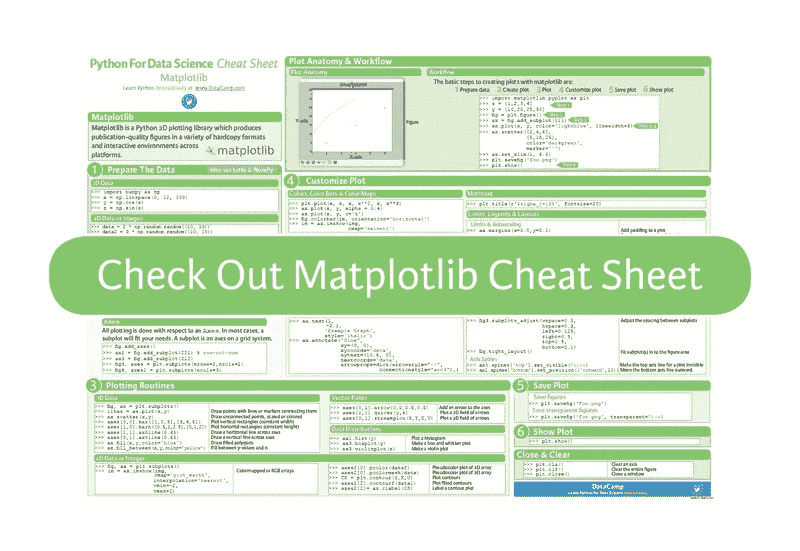 Python For Data Science Cheat Sheet
Matplotlib
Learn Python Interactively at www.DataCamp.com
Matplotlib
Matplotlib is a Python 2D plotting library which produces
publication-quality figures in a variety of hardcopy formats
and interactive environments across
platforms.
matplotlib
1 Prepare The Data
Also see Lists & NumPy
1D Data
>>> import numpy as np
>>> x = np.linspace(0, 10, 100)
>>> y = np.cos(x)
>>> z = np.sin(x)
2D Data or Images
>>> data = 2 * np.random.random((10, 10))
>>> data2 = 3 * np.random.random((10, 10))
Plot Anatomy & Workflow
Plot Anatomy
Y-axis
X-axis
Figure
Workflow
The basic steps to creating plots with matplotlib are:
1 Prepare data 2 Create plot 3 Plot 4 Customize plot 5 Save plot 6 Show plot
>>> import matplotlib.pyplot as plt
>>> x = [1,2,3,4]
>>> y = [10,20,25,30]
>>> fig = plt.figure()
>>> ax = fig.add_subplot(111)
>>> ax.plot(x, y, color='lightblue', linewidth=3)
>>> ax.scatter([2,4,6],
[5,15,25],
color='darkgreen',
marker='^')
>>> ax.set_xlim(1, 6.5)
>>> plt.savefig('foo.png')
>>> plt.show()
4 Customize Plot
Colors, Color Bars & Color Maps
>>> plt.plot(x, x, x, x**2, x, x**3)
>>> ax.plot(x, y, alpha = 0.4)
>>> ax.plot(x, y, c='k')
>>> fig.colorbar(im, orientation='horizontal')
>>> im = ax.imshow(img,
cmap='seismic')
Mathtext
>>> plt.title(r'$sigma_i=15$', fontsize=20)
Limits, Legends & Layouts
Limits & Autoscaling
>>> ax.margins(x=0.0,y=0.1)
Add padding to a plot
Check Out Matplotlib Cheat Sheet
Axes
All plotting is done with respect to an Axes. In most cases, a
subplot will fit your needs. A subplot is an axes on a grid system.
>>> fig.add_axes()
>>> ax1 = fig.add_subplot(221) # row-col-num
>>> ax3 = fig.add_subplot(212)
>>> fig3, axes = plt.subplots(nrows=2,ncols=2)
>>> fig4, axes2 = plt.subplots(ncols=3)
>>> ax.text(1,
-2.1,
'Example Graph',
style='italic')
>>> ax.annotate("Sine",
xy=(8, 0),
xycoords='data',
xytext=(10.5, 0),
textcoords='data',
arrowprops=dict(arrowstyle="->",
connectionstyle="arc3"),)
>>> fig3.subplots_adjust(wspace=0.5,
hspace=0.3,
left=0.125,
right=0.9,
top=0.9,
bottom=0.1)
Adjust the spacing between subplots
>>> fig.tight_layout()
Fit subplot(s) in to the figure area
Axis Spines
>>> ax1.spines['top'].set_visible(False)
Make the top axis line for a plot invisible
>>> ax1.spines['bottom'].set_position(('outward',10))
Move the bottom axis line outward
3 Plotting Routines
1D Data
>>> fig, ax = plt.subplots()
>>> lines = ax.plot(x,y)
Draw points with lines or markers connecting them
>>> ax.scatter(x,y)
Draw unconnected points, scaled or colored
>>> axes[0,0].bar([1,2,3],[3,4,5])
Plot vertical rectangles (constant width)
>>> axes[1,0].barh([0.5,1,2.5],[0,1,2])
Plot horizontal rectangles (constant height)
>>> axes[1,1].axhline(0.45)
Draw a horizontal line across axes
>>> axes[0,1].axvline(0.65)
Draw a vertical line across axes
>>> ax.fill(x,y,color='blue')
Draw filled polygons
>>> ax.fill_between(x,y,color='yellow')
Fill between y-values and 0
2D Data or Images
>>> fig, ax = plt.subplots()
>>> im = ax.imshow(img,
cmap='gist_earth',
interpolation='nearest',
vmin=-2,
vmax=2)
Colormapped or RGB arrays
Vector Fields
>>> axes[0,1].arrow(0,0,0.5,0.5)
Add an arrow to the axes
>>> axes[1,1].quiver(y,z)
Plot a 2D field of arrows
>>> axes[0,1].streamplot(X,Y,U,V)
Plot a 2D field of arrows
Data Distributions
>>> ax1.hist(y)
Plot a histogram
>>> ax3.boxplot(y)
Make a box and whisker plot
>>> ax3.violinplot(z)
Make a violin plot
>>> axes2[0].pcolor(data2)
Pseudocolor plot of 2D array
>>> axes2[0].pcolormesh(data)
Pseudocolor plot of 2D array
>>> CS = plt.contour(Y,X,U)
Plot contours
>>> axes2[2].contourf(data1)
Plot filled contours
>>> axes2[2]= ax.clabel(CS)
Label a contour plot
5 Save Plot
Save figures
>>> plt.savefig('foo.png')
Save transparent figures
>>> plt.savefig('foo.png', transparent=True)
6 Show Plot
>>> plt.show()
Close & Clear
>>> plt.cla()
Clear an axis
>>> plt.clf()
Clear the entire figure
>>> plt.close()
Close a window
DataCamp
Learn Python for Data Science Interactively